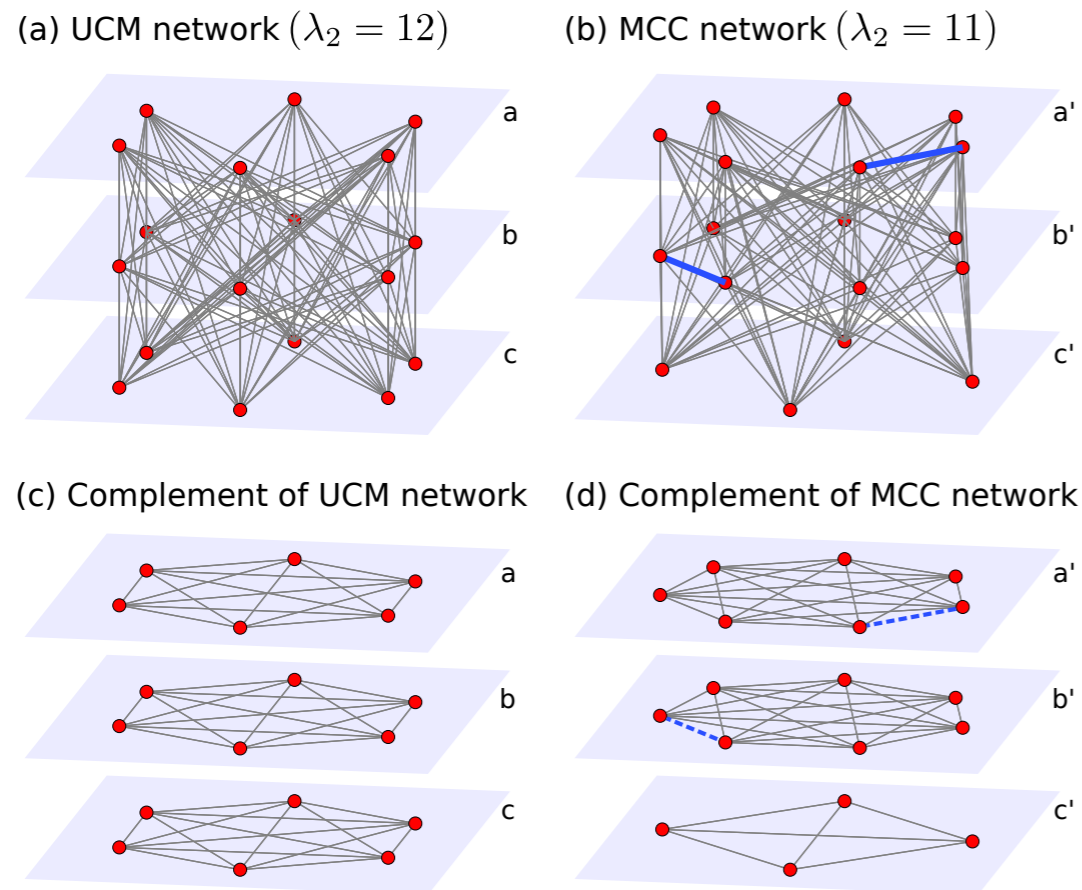 (a) UCM network (λ₂ = 12)
a
b
c
(b) MCC network (λ₂ = 11)
a'
b'
c'
(c) Complement of UCM network
a
b
c
(d) Complement of MCC network
a'
b'
c'